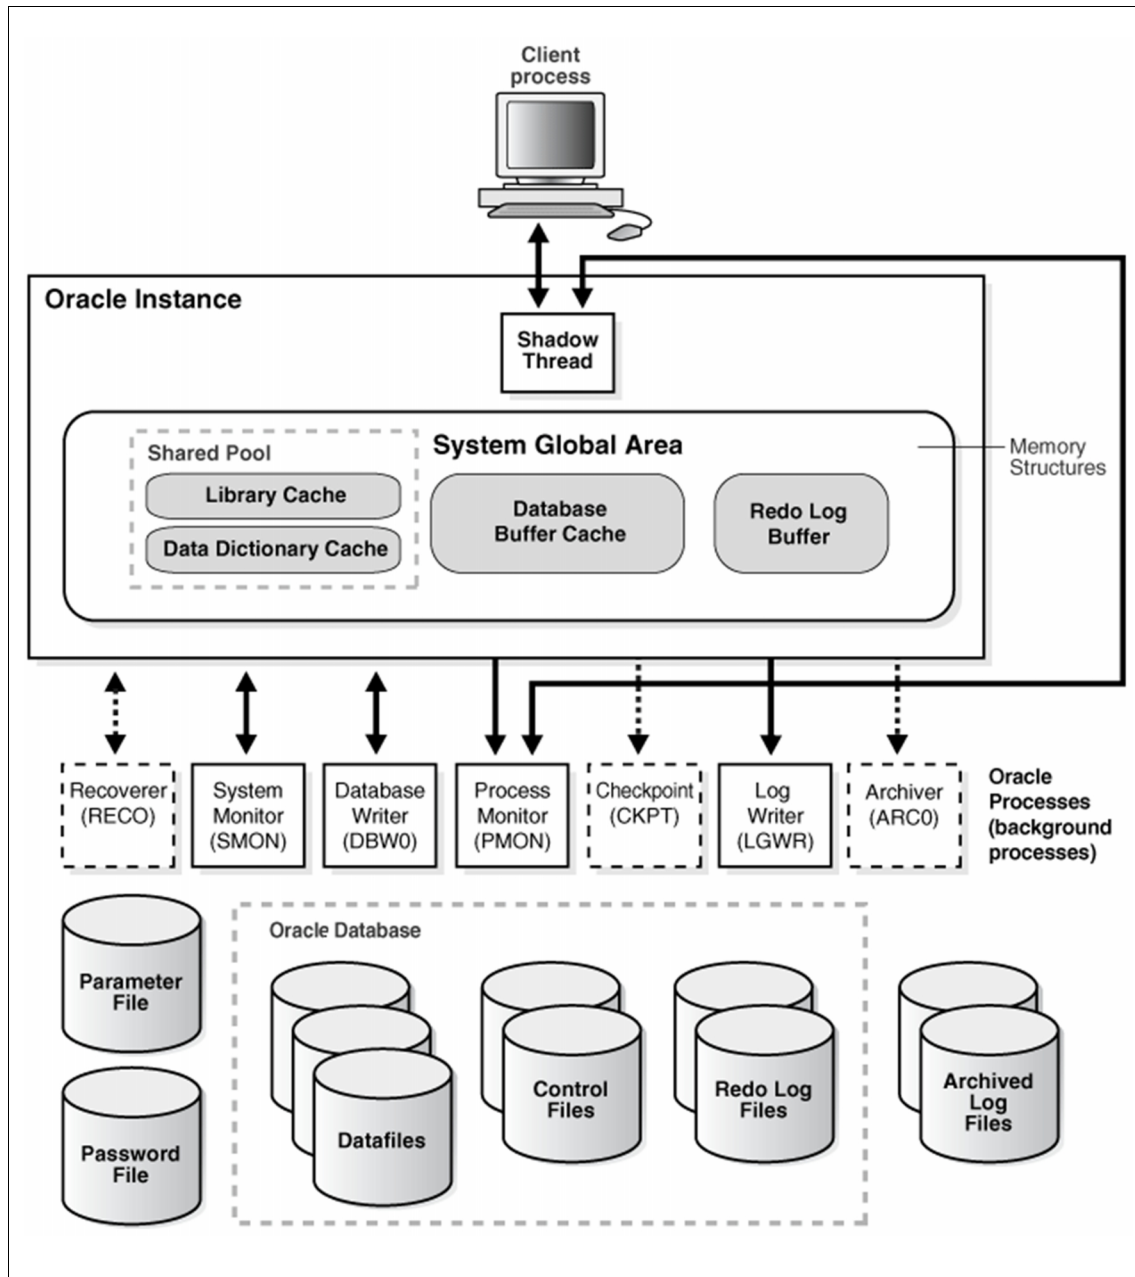 Client
process
Oracle Instance
Shadow
Thread
Shared Pool
System Global Area
Memory
Structures
Library Cache
Data Dictionary Cache
Database
Buffer Cache
Redo Log
Buffer
Recoverer
(RECO)
System
Monitor
(SMON)
Database
Writer
(DBW0)
Process
Monitor
(PMON)
Checkpoint
(CKPT)
Log
Writer
(LGWR)
Archiver
(ARC0)
Oracle
Processes
(background
processes)
Parameter
File
Password
File
Oracle Database
Datafiles
Control
Files
Redo Log
Files
Archived
Log
Files